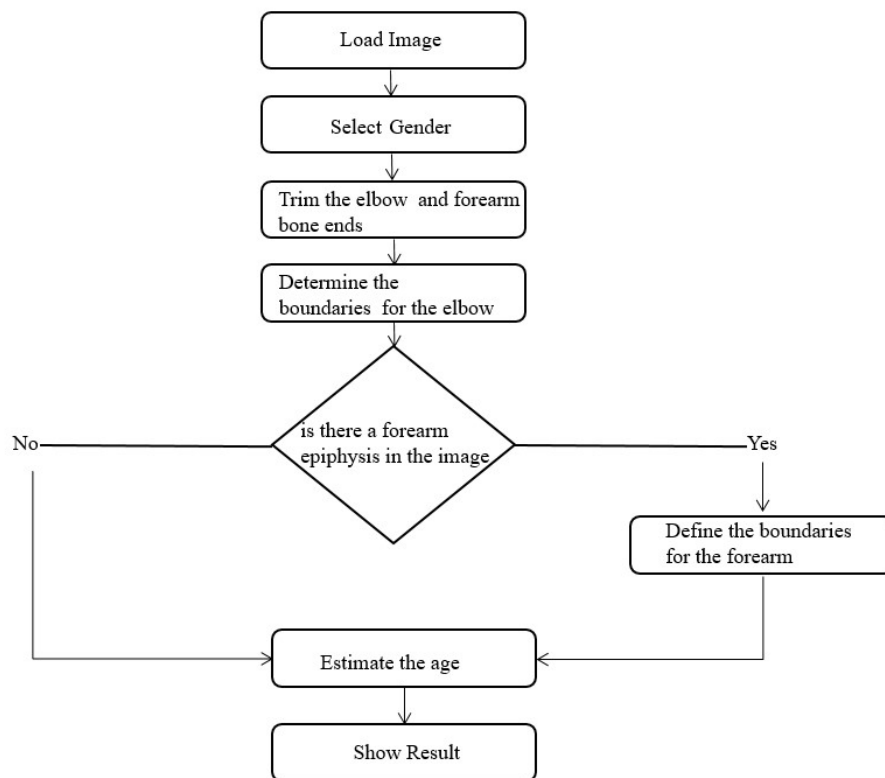 Load Image
Select Gender
Trim the elbow and forearm
bone ends
Determine the
boundaries for the elbow
is there a forearm
epiphysis in the image
No
Yes
Define the boundaries
for the forearm
Estimate the age
Show Result